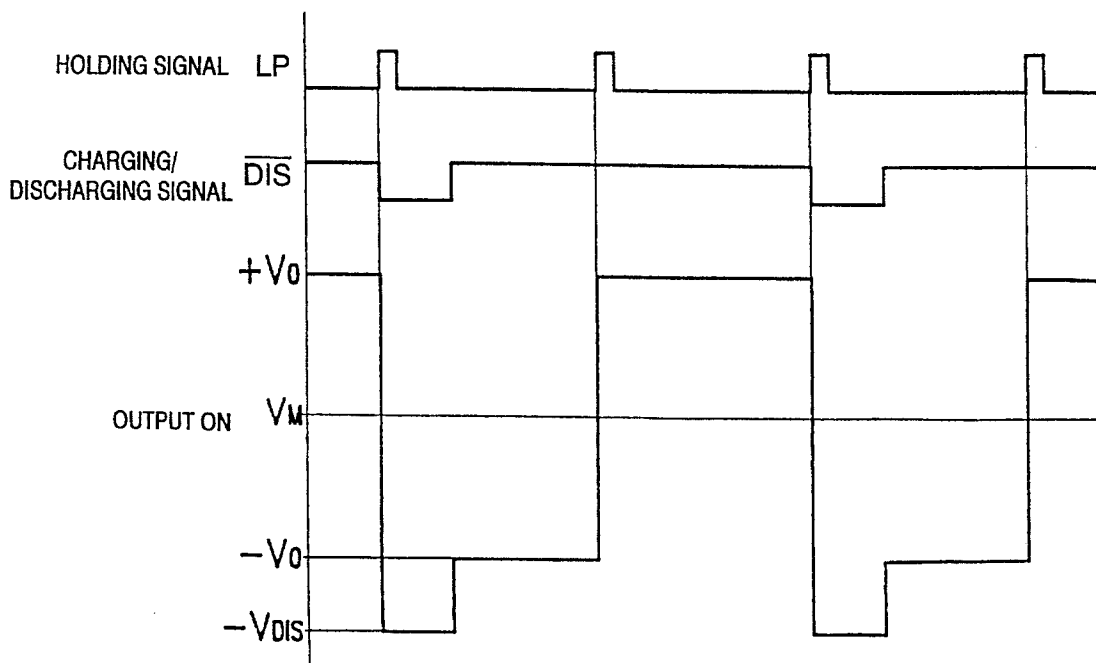 HOLDING SIGNAL LP
CHARGING/
DISCHARGING SIGNAL DIS
+V0
OUTPUT ON VM
-V0
-VDIS